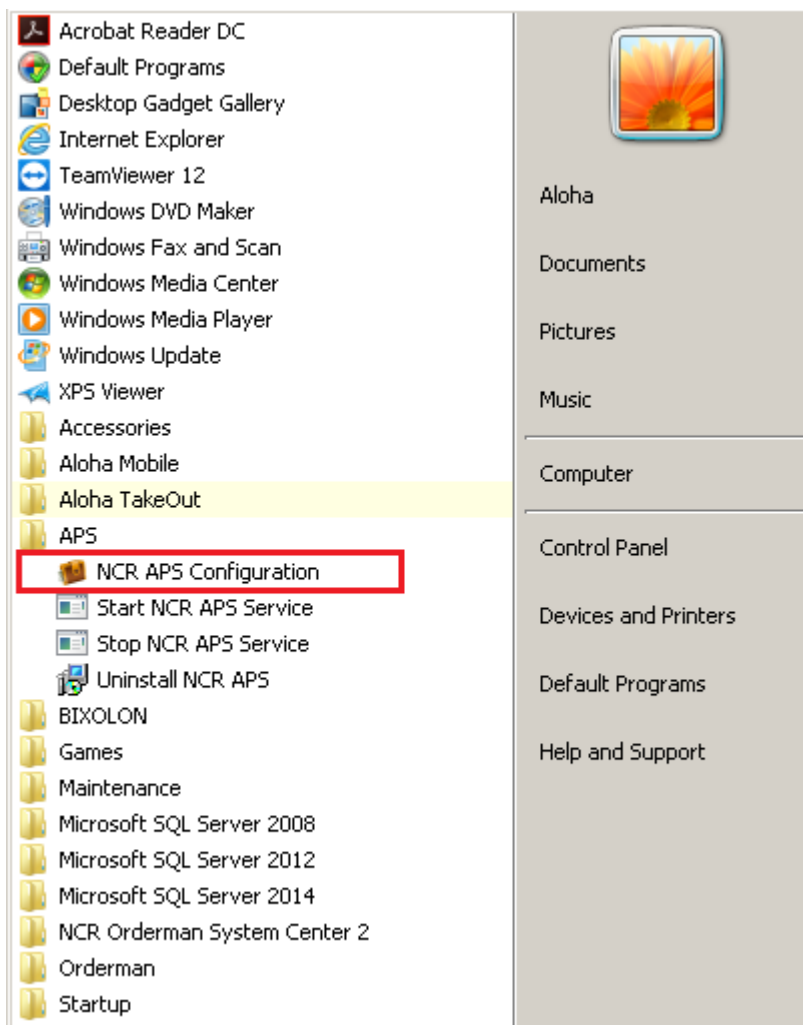 Acrobat Reader DC
Default Programs
Desktop Gadget Gallery
Internet Explorer
TeamViewer 12
Windows DVD Maker
Windows Fax and Scan
Windows Media Center
Windows Media Player
Windows Update
XPS Viewer
Accessories
Aloha Mobile
Aloha TakeOut
APS
NCR APS Configuration
Start NCR APS Service
Stop NCR APS Service
Uninstall NCR APS
BIXOLON
Games
Maintenance
Microsoft SQL Server 2008
Microsoft SQL Server 2012
Microsoft SQL Server 2014
NCR Orderman System Center 2
Orderman
Startup
Aloha
Documents
Pictures
Music
Computer
Control Panel
Devices and Printers
Default Programs
Help and Support